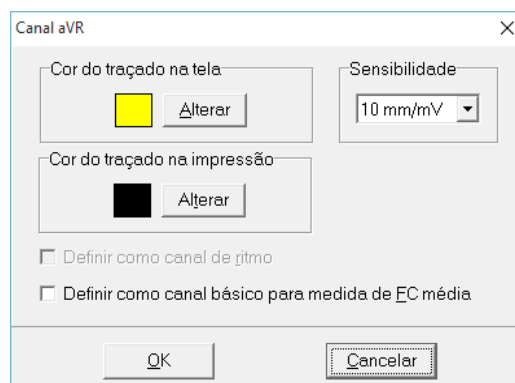 Canal aVR
Cor do traçado na tela
Sensibilidade
Alterar
10 mm/mV
Cor do traçado na impressão
Alterar
Definir como canal de ritmo
Definir como canal básico para medida de FC média
OK
Cancelar